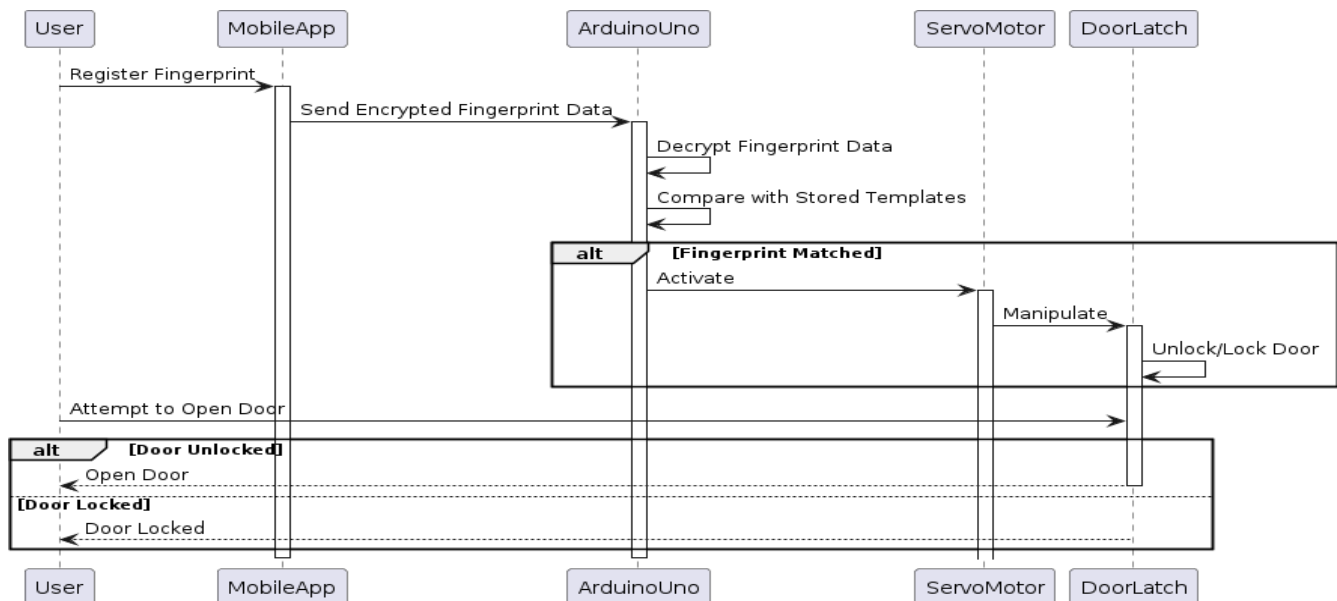 User MobileApp ArduinoUno ServoMotor DoorLatch
Register Fingerprint
Send Encrypted Fingerprint Data
Decrypt Fingerprint Data
Compare with Stored Templates
alt [Fingerprint Matched]
Activate
Manipulate
Unlock/Lock Door
Attempt to Open Door
alt [Door Unlocked]
Open Door
[Door Locked]
Door Locked
User MobileApp ArduinoUno ServoMotor DoorLatch